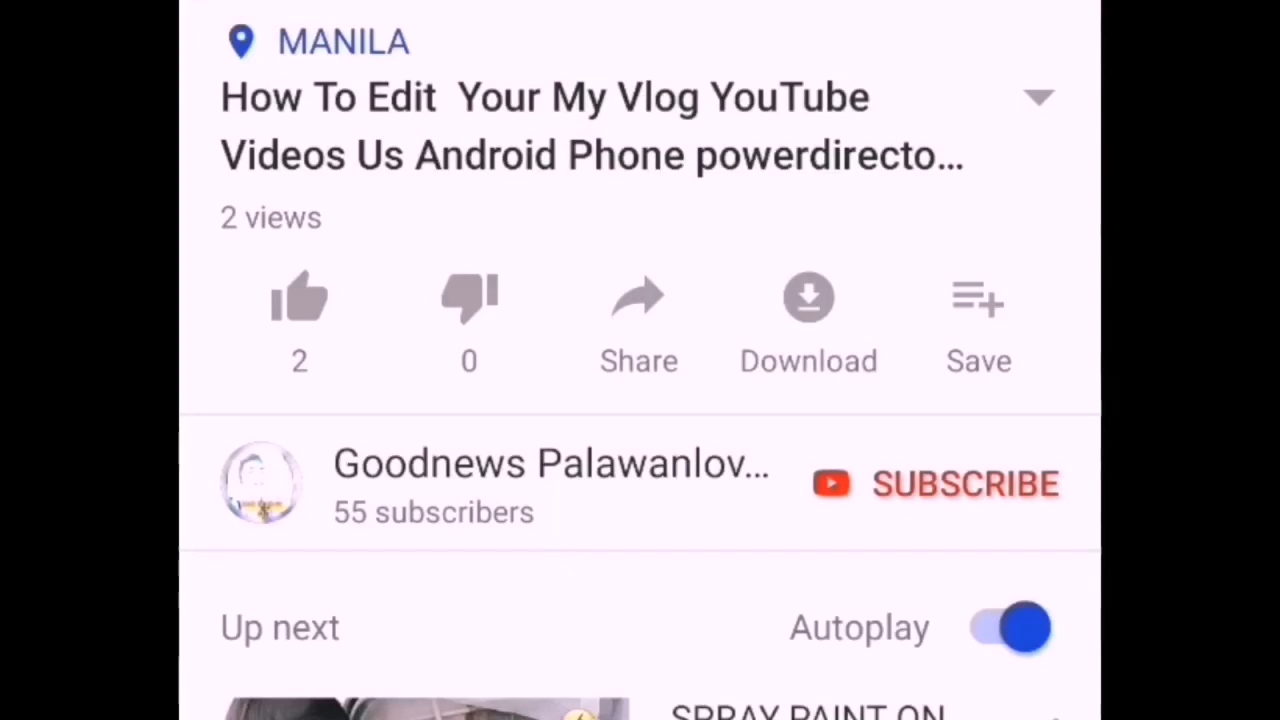 MANILA
How To Edit  Your My Vlog YouTube
Videos Us Android Phone powerdirecto...
2 views
2 0 Share Download Save
Goodnews Palawanlov...
SUBSCRIBE
55 subscribers
Up next Autoplay
SPRAY PAINT ON